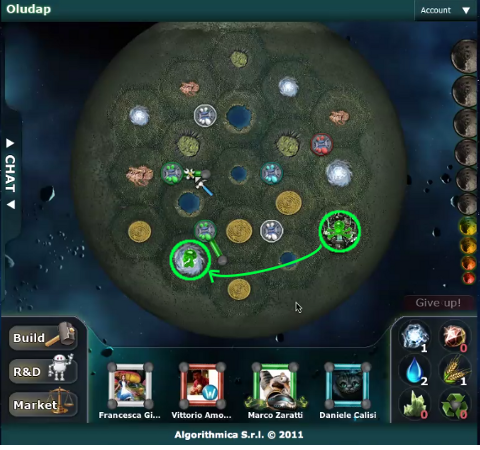 Oludap
Account
CHAT
Give up!
Build
R&D
Market
1
0
2
1
0
0
W
Francesca Gi...
Vittorio Amo...
Marco Zaratti
Daniele Calisi
Algorithmica S.r.l. © 2011